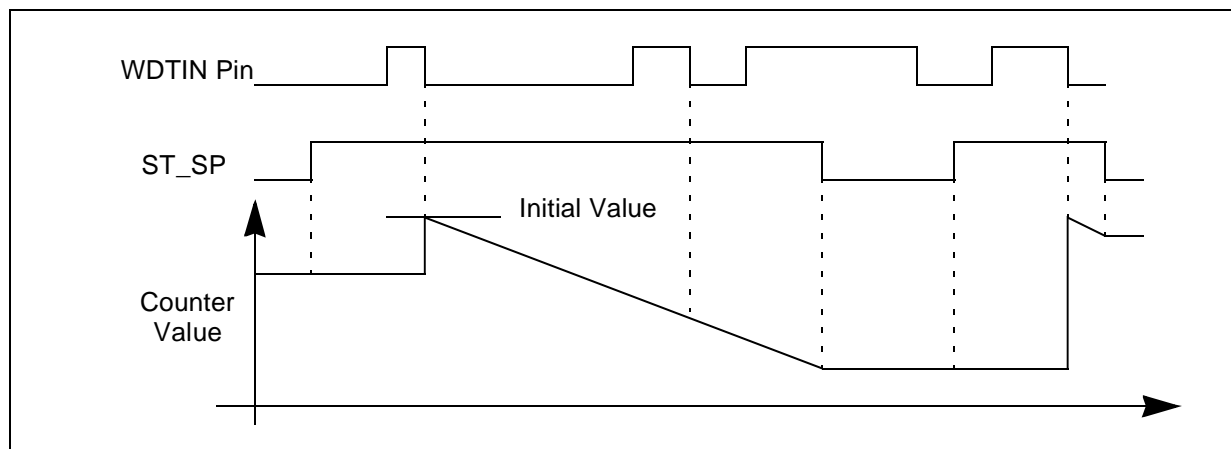 WDTIN Pin
ST_SP
Initial Value
Counter
Value